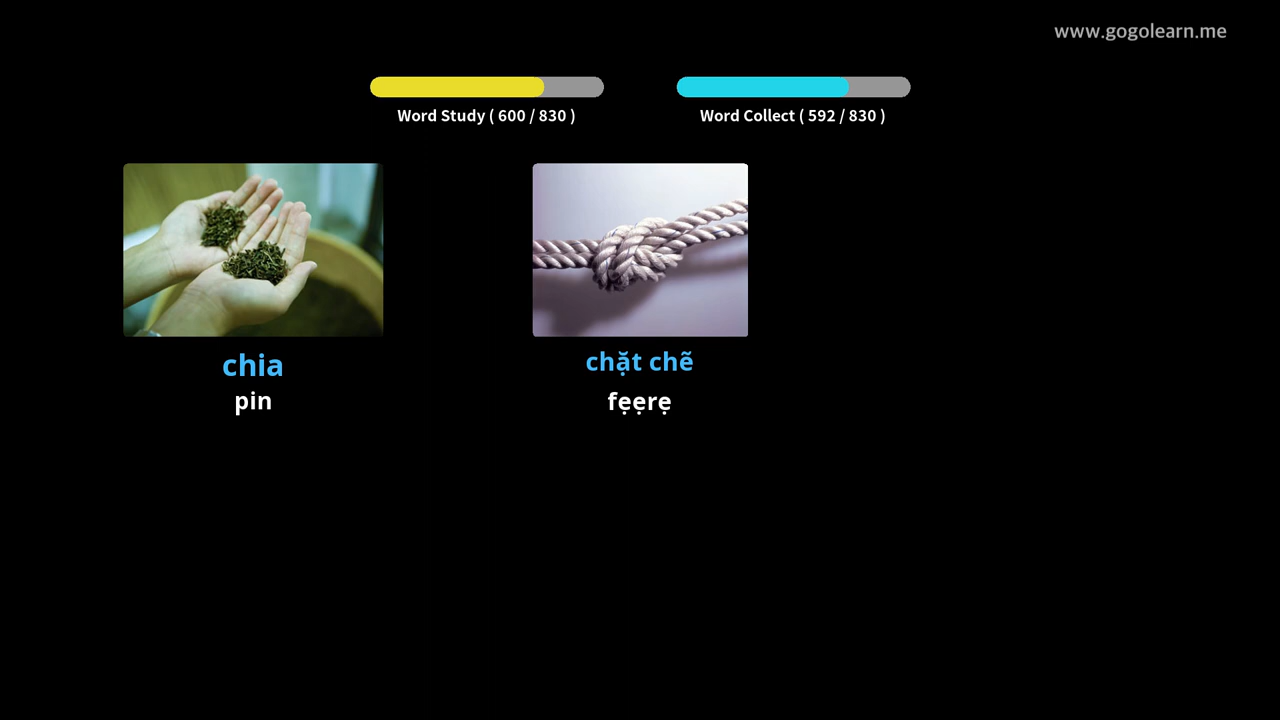 www.gogolearn.me
Word Study ( 600 / 830 )
Word Collect ( 592 / 830 )
chia
pin
chặt chẽ
fẹẹrẹ